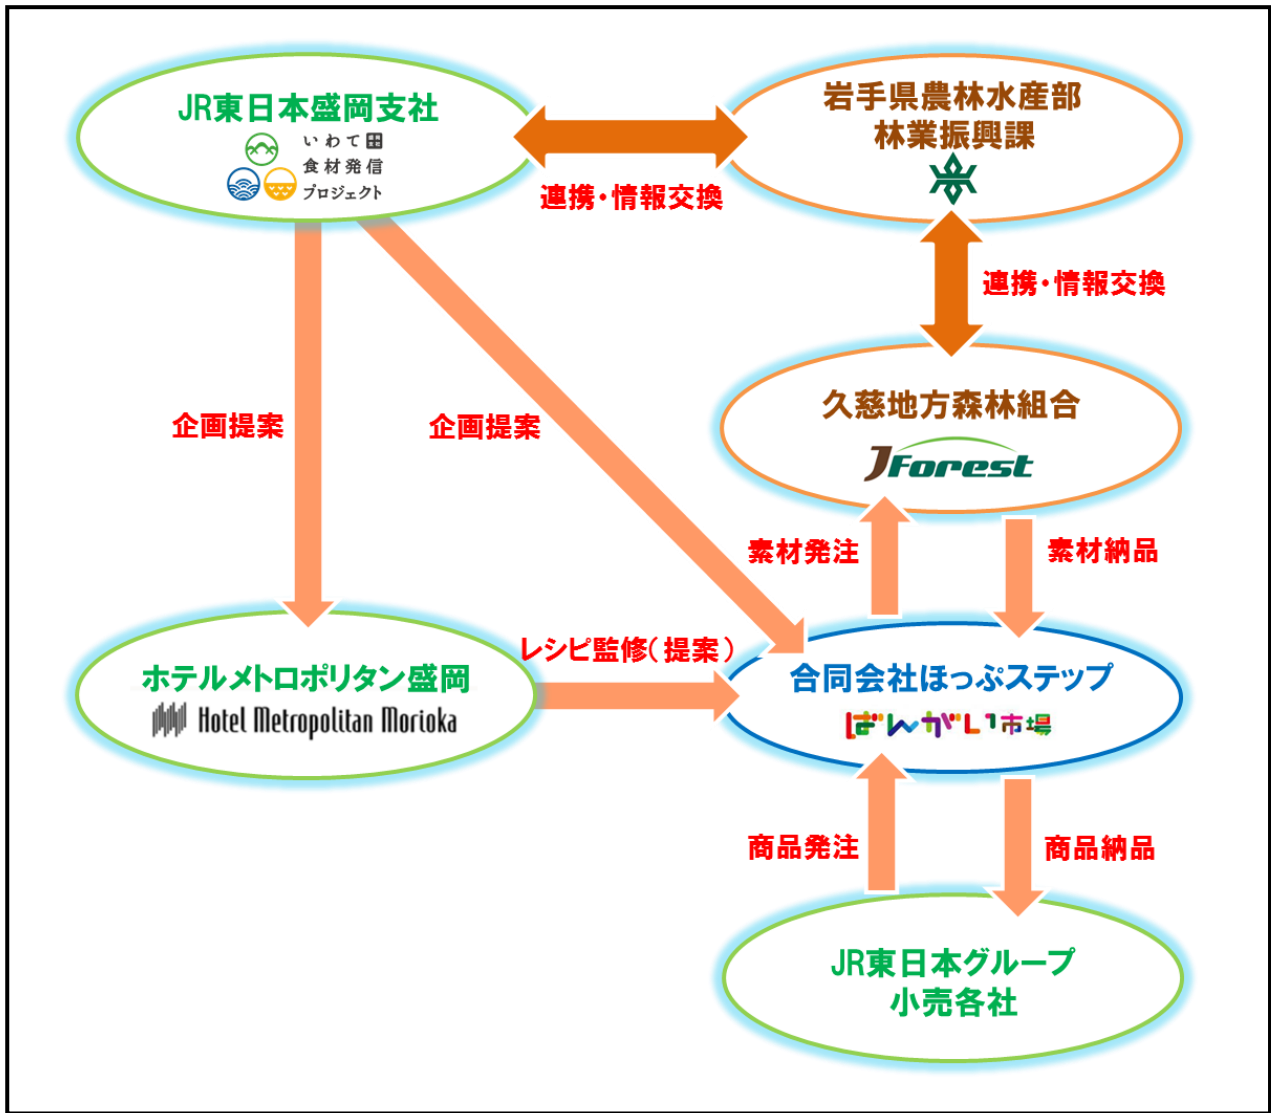 JR東日本盛岡支社
いわて
食材発信
プロジェクト
岩手県農林水産部
林業振興課
連携・情報交換
連携・情報交換
久慈地方森林組合
JForest
企画提案
企画提案
素材発注
素材納品
レシピ監修(提案)
ホテルメトロポリタン盛岡
Hotel Metropolitan Morioka
合同会社ほっぷステップ
ばんがい市場
商品発注
商品納品
JR東日本グループ
小売各社